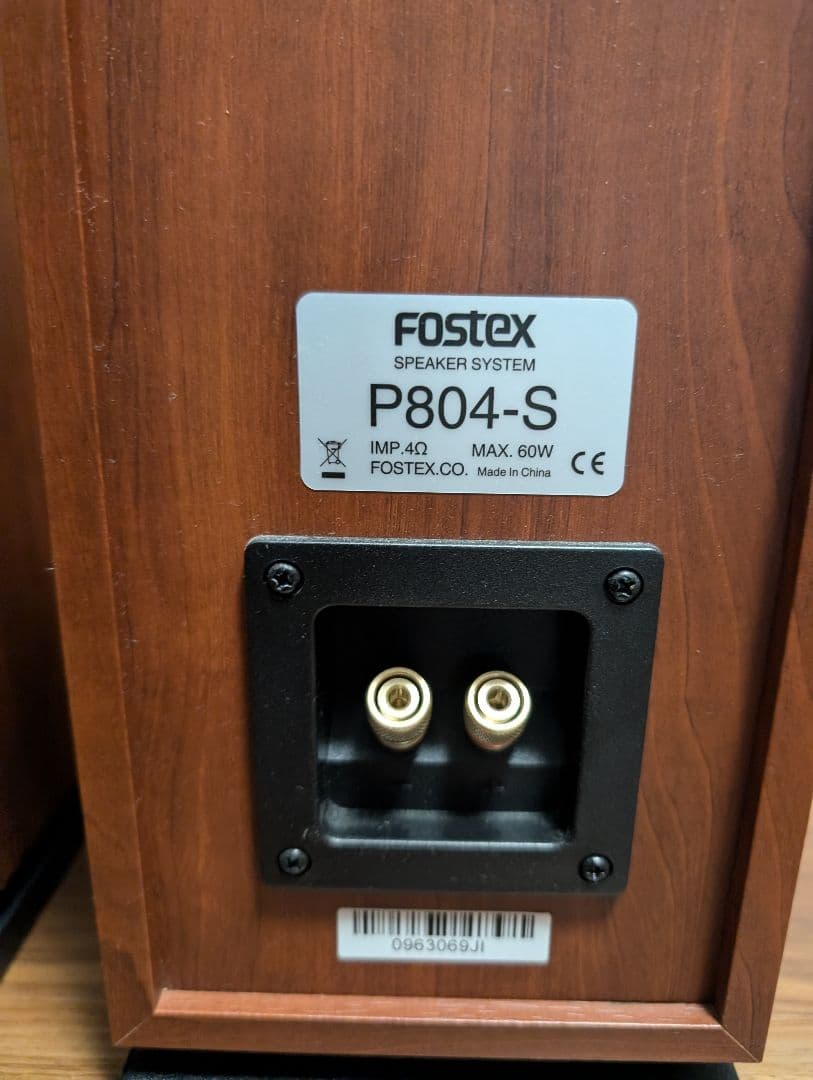 FOSTEX
SPEAKER SYSTEM
P804-S
IMP.4Ω MAX. 60W
FOSTEX.CO. Made In China CE
0963069JI